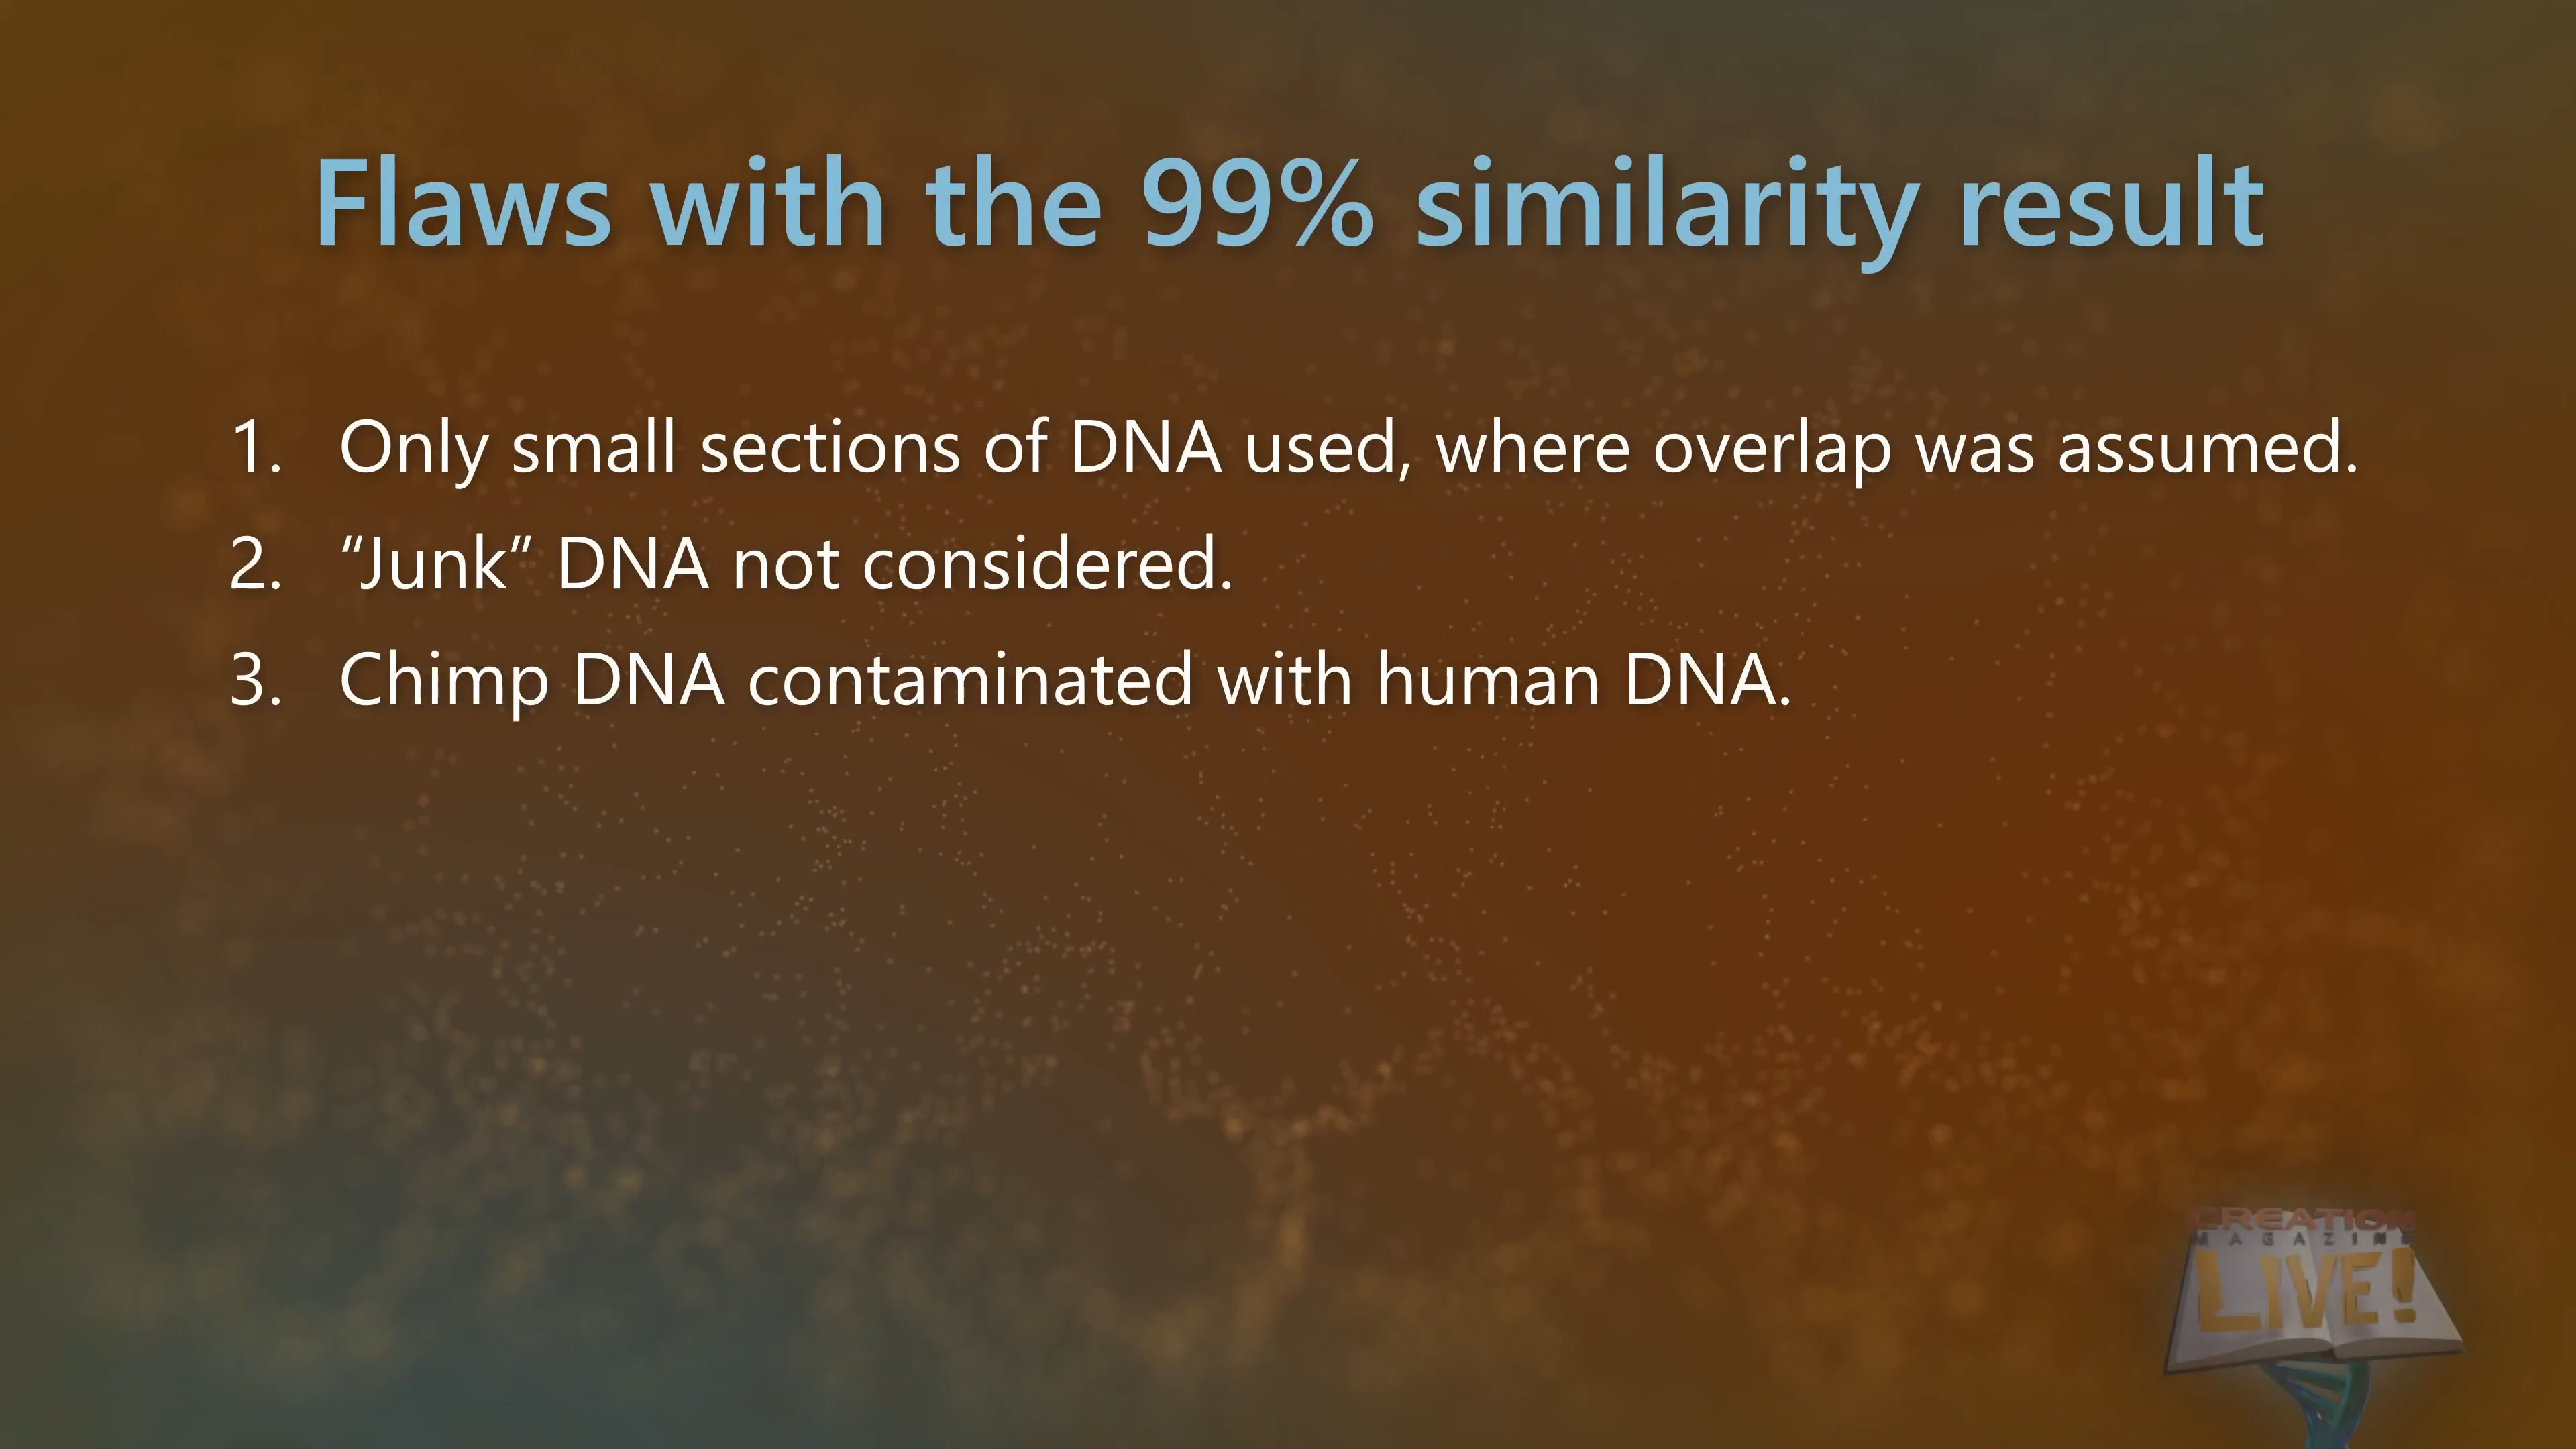 Flaws with the 99% similarity result
1. Only small sections of DNA used, where overlap was assumed.
2. “Junk” DNA not considered.
3. Chimp DNA contaminated with human DNA.
CREATION
MAGAZINE
LIVE!